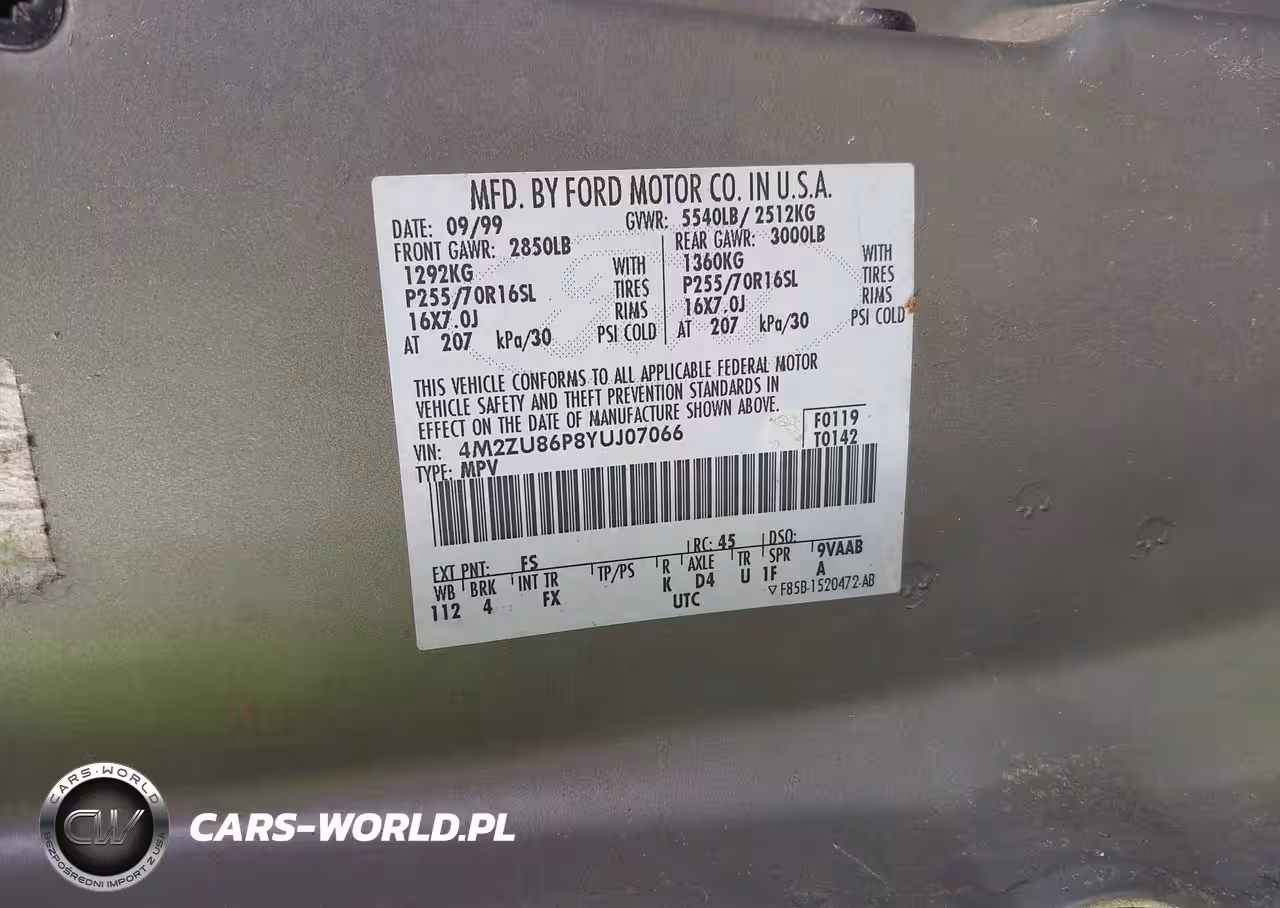 MFD. BY FORD MOTOR CO. IN U.S.A.
DATE: 09/99 GVWR: 5540LB/ 2512KG
FRONT GAWR: 2850LB REAR GAWR: 3000LB
1292KG WITH 1360KG WITH
P255/70R16SL TIRES P255/70R16SL TIRES
16X7.0J RIMS 16X7.0J RIMS
AT 207 kPa/30 PSI COLD AT 207 kPa/30 PSI COLD
THIS VEHICLE CONFORMS TO ALL APPLICABLE FEDERAL MOTOR
VEHICLE SAFETY AND THEFT PREVENTION STANDARDS IN
EFFECT ON THE DATE OF MANUFACTURE SHOWN ABOVE.
VIN: 4M2ZU86P8YUJ07066 F0119
TYPE: MPV T0142
EXT PNT: FS RC: 45 DSO:
WB BRK INT TR TP/PS R AXLE TR SPR 9VAAB
112 4 FX K D4 U 1F A
UTC ▽ F85B-1520472-AB
CARS-WORLD
CW
BEZPOŚREDNI IMPORT Z USA
CARS-WORLD.PL